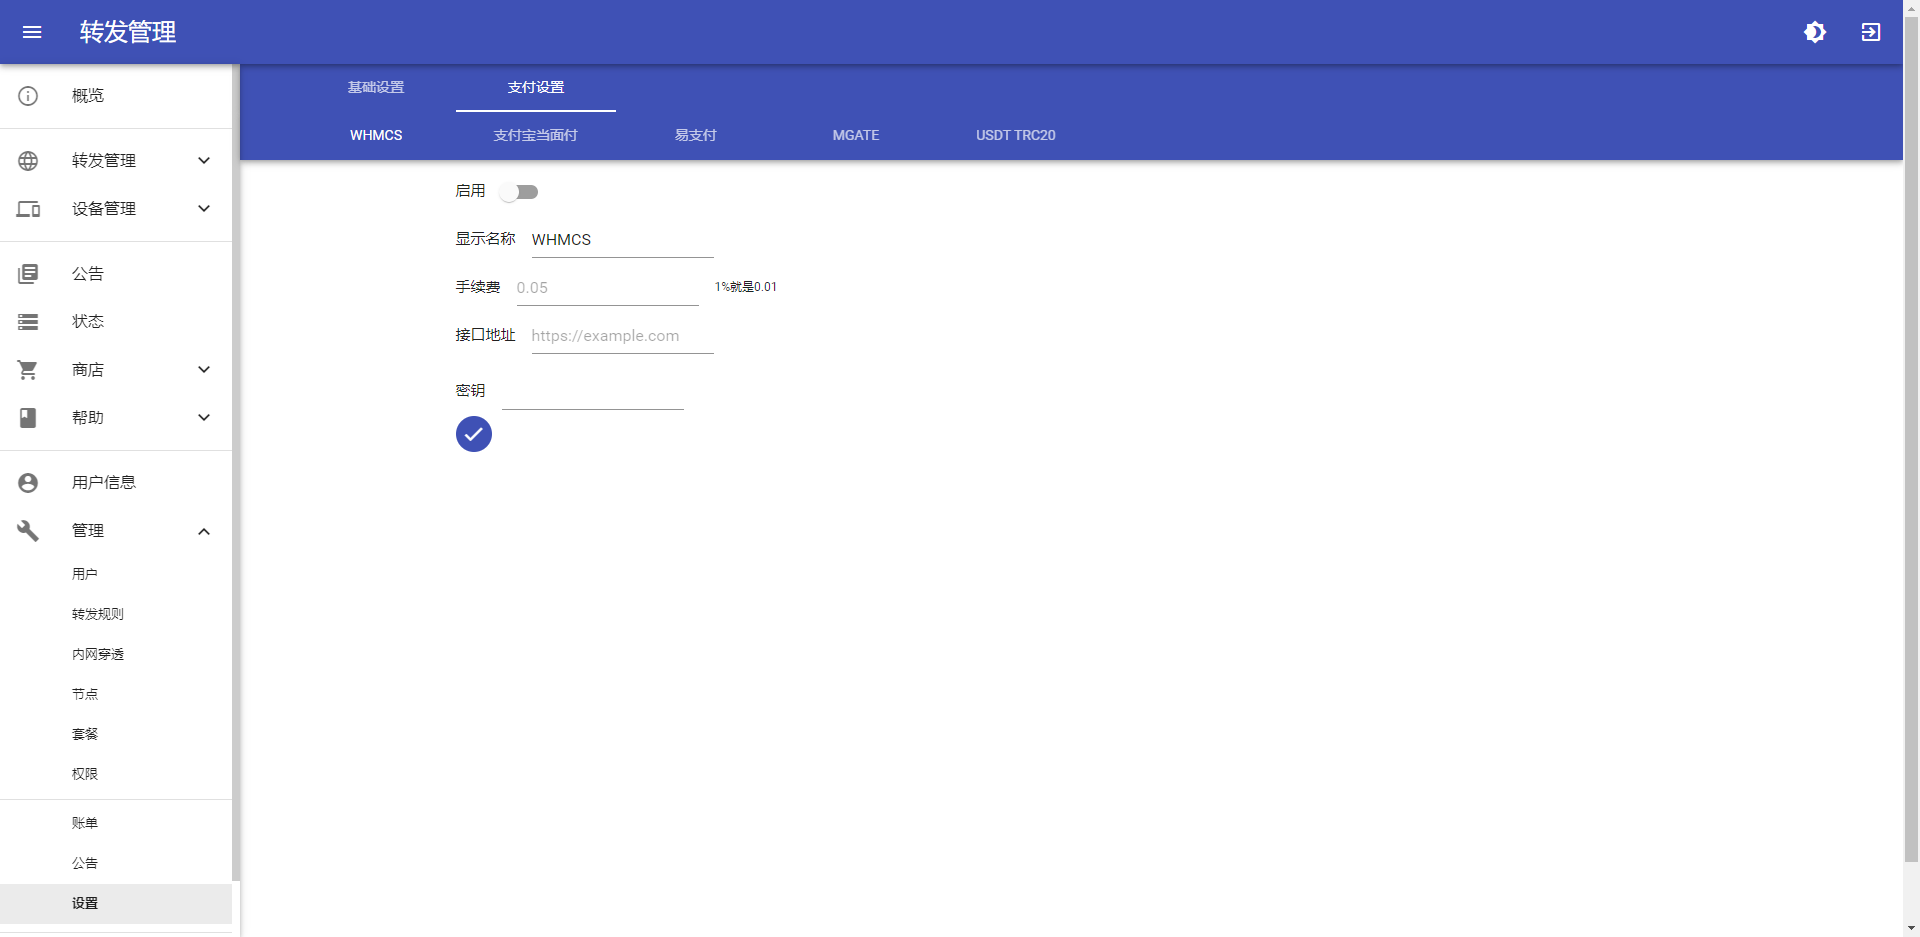 转发管理
概览
转发管理
设备管理
公告
状态
商店
帮助
用户信息
管理
用户
转发规则
内网穿透
节点
套餐
权限
账单
公告
设置
基础设置 支付设置
WHMCS 支付宝当面付 易支付 MGATE USDT TRC20
启用
显示名称 WHMCS
手续费 0.05 1%就是0.01
接口地址 https://example.com
密钥